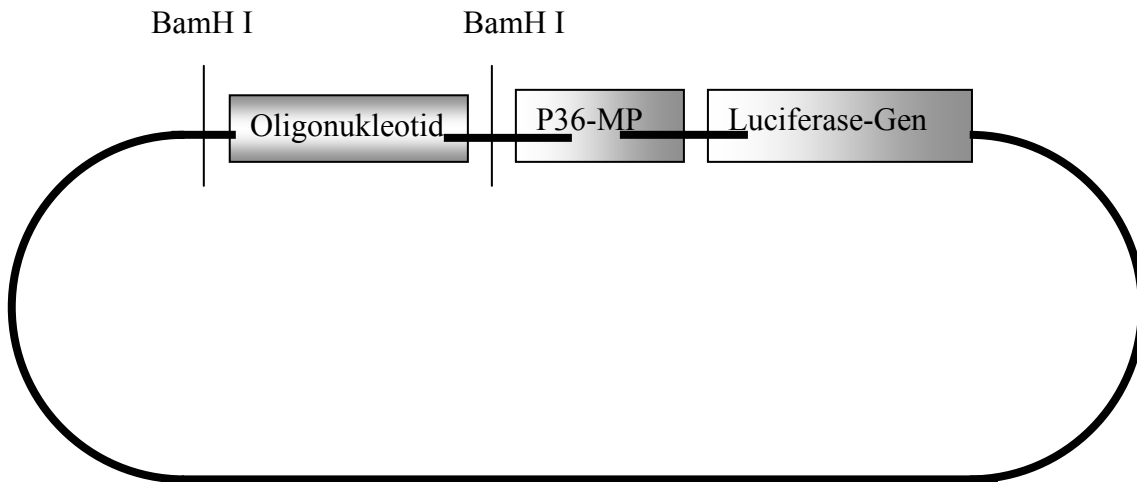 BamH I
BamH I
Oligonukleotid
P36-MP
Luciferase-Gen